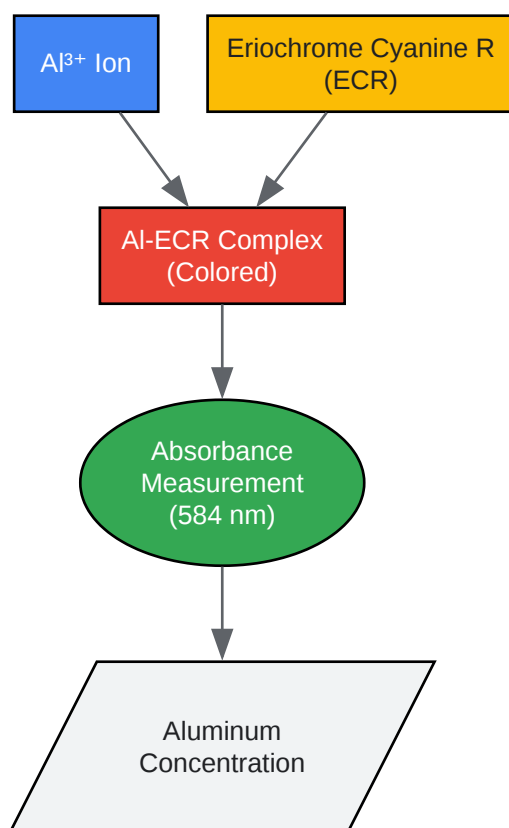 Al³⁺ Ion
Eriochrome Cyanine R
(ECR)
Al-ECR Complex
(Colored)
Absorbance
Measurement
(584 nm)
Aluminum
Concentration